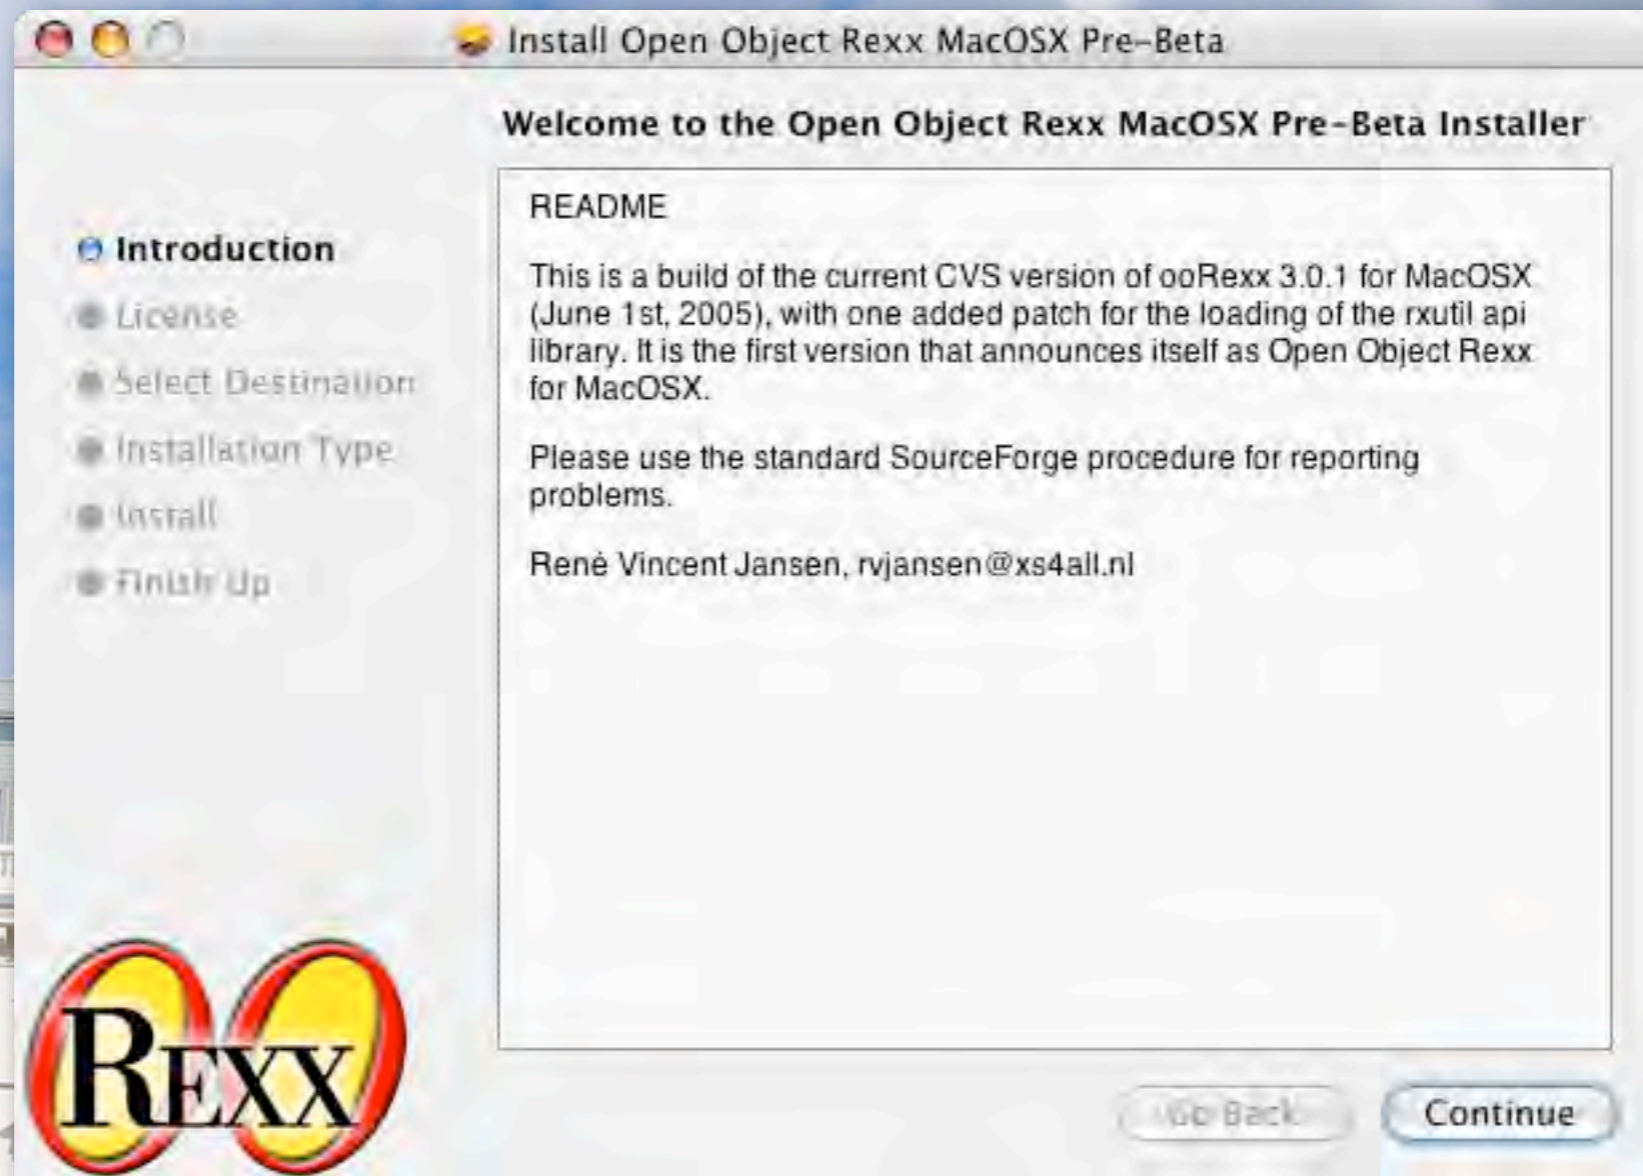 Install Open Object Rexx MacOSX Pre-Beta
Welcome to the Open Object Rexx MacOSX Pre-Beta Installer
Introduction
License
Select Destination
Installation Type
Install
Finish Up
README
This is a build of the current CVS version of ooRexx 3.0.1 for MacOSX
(June 1st, 2005), with one added patch for the loading of the rxutil api
library. It is the first version that announces itself as Open Object Rexx
for MacOSX.
Please use the standard SourceForge procedure for reporting
problems.
René Vincent Jansen, rvjansen@xs4all.nl
REXX
Go Back
Continue